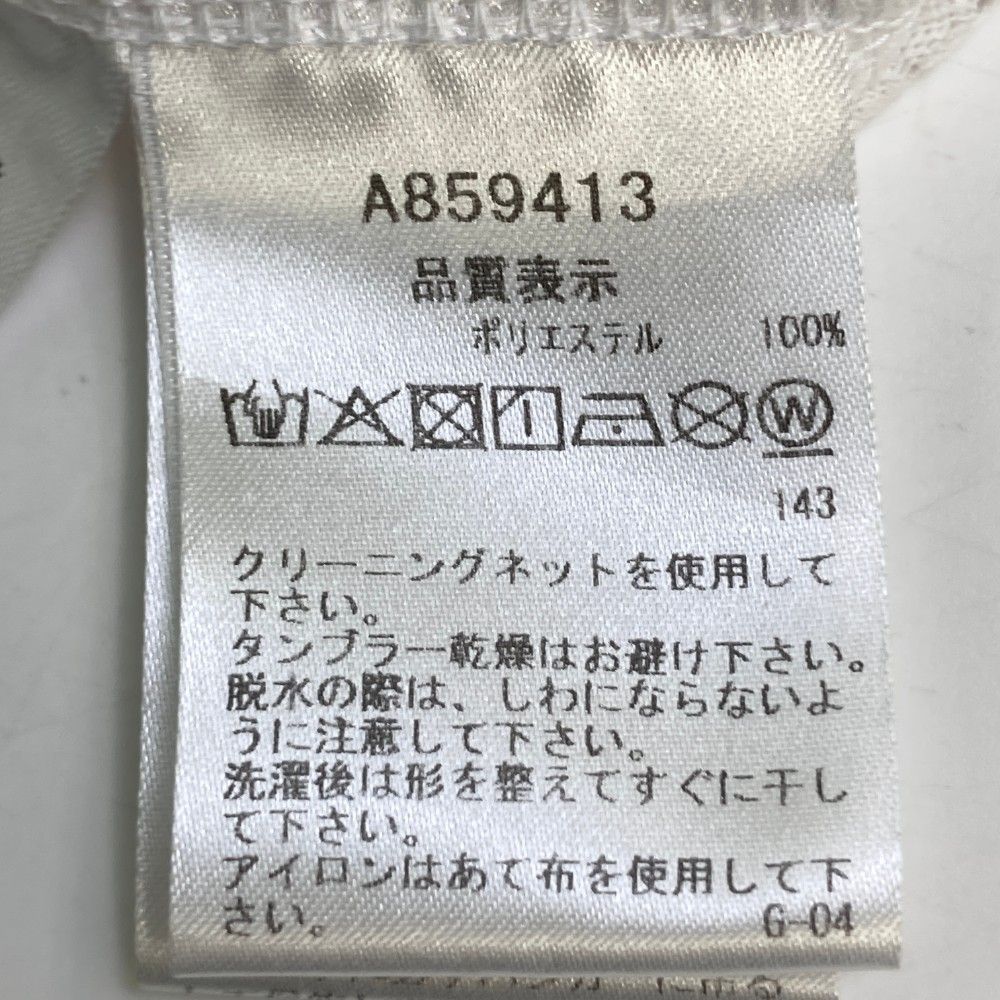 A859413
品質表示
ポリエステル 100%
W
143
クリーニングネットを使用して
下さい。
タンブラー乾燥はお避け下さい。
脱水の際は、しわにならないよ
うに注意して下さい。
洗濯後は形を整えてすぐに干し
て下さい。
アイロンはあて布を使用して下
さい。 G-04